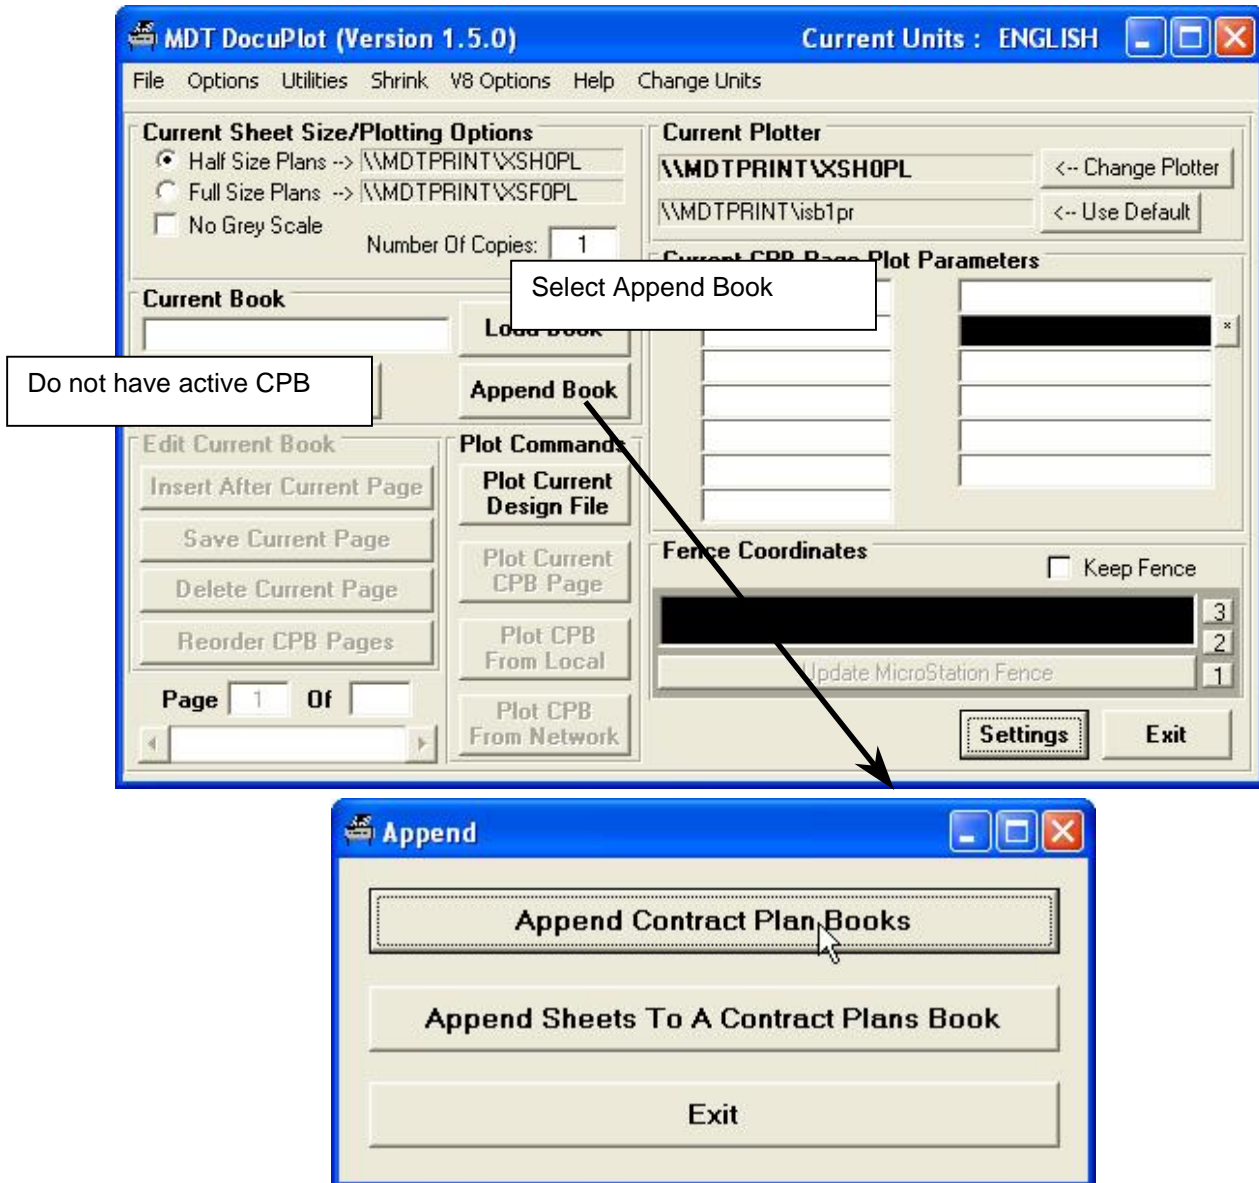 MDT DocuPlot (Version 1.5.0) Current Units : ENGLISH
File Options Utilities Shrink V8 Options Help Change Units
Current Sheet Size/Plotting Options
Half Size Plans --> \\MDTPRINT\XSH0PL
Full Size Plans --> \\MDTPRINT\XSF0PL
No Grey Scale
Number Of Copies: 1
Current Plotter
\\MDTPRINT\XSH0PL <-- Change Plotter
\\MDTPRINT\isb1pr <-- Use Default
Current CPB Page Plot Parameters
*
Select Append Book
Current Book
Load Book
Do not have active CPB
Append Book
Edit Current Book
Insert After Current Page
Save Current Page
Delete Current Page
Reorder CPB Pages
Page 1 Of
Plot Commands
Plot Current
Design File
Plot Current
CPB Page
Plot CPB
From Local
Plot CPB
From Network
Fence Coordinates
Keep Fence
3
2
Update MicroStation Fence 1
Settings Exit
Append
Append Contract Plan Books
Append Sheets To A Contract Plans Book
Exit